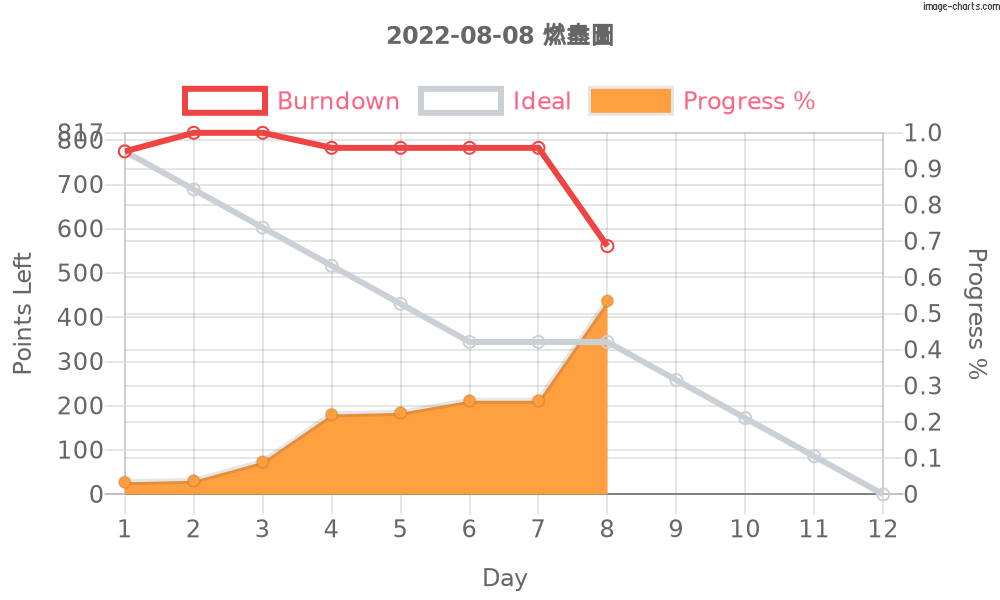 image-charts.com
2022-08-08 燃盡圖
Burndown Ideal Progress %
817 1.0
800
0.9
700 0.8
600 0.7
500 0.6
400 0.5
300 0.4
200 0.3
0.2
100 0.1
0 0
Points Left
Progress %
1 2 3 4 5 6 7 8 9 10 11 12
Day